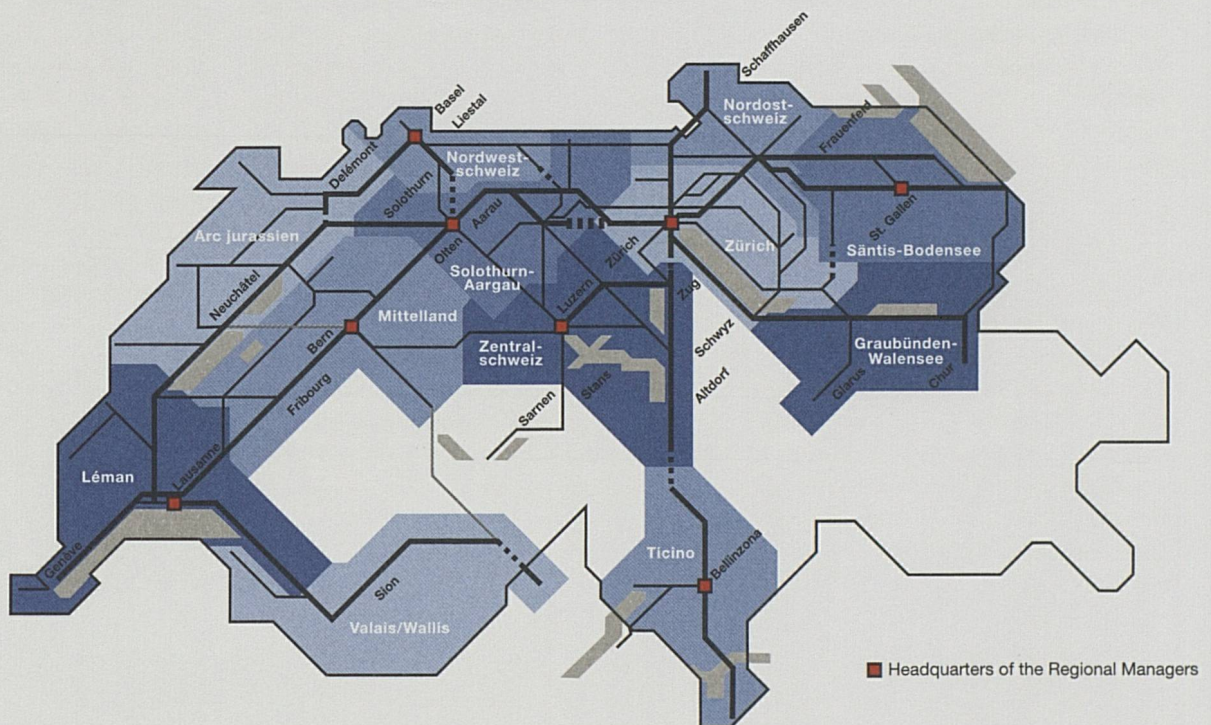 Schaffhausen
Basel
Liestal
Nordost-
schweiz
Frauenfeld
Delémont
Nordwest-
schweiz
Solothurn
Aarau
St. Gallen
Arc jurassien
Olten
Zürich
Zürich
Säntis-Bodensee
Neuchâtel
Solothurn-
Aargau
Luzern
Zug
Mittelland
Bern
Zentral-
schweiz
Schwyz
Graubünden-
Walensee
Fribourg
Stans
Altdorf
Glarus
Chur
Sarnen
Léman
Lausanne
Genève
Sion
Ticino
Bellinzona
Valais/Wallis
Headquarters of the Regional Managers